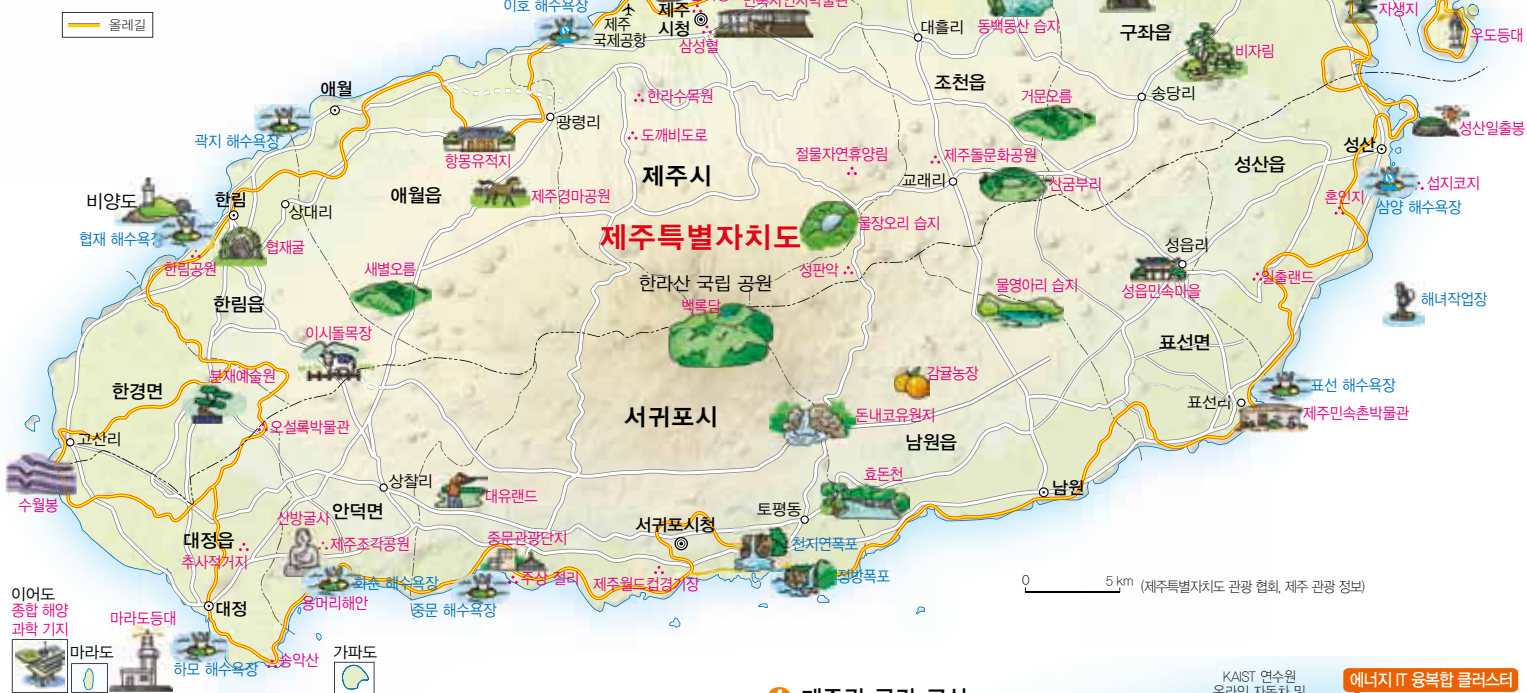 이호 해수욕장
제주
국제공항
제주
시청
삼성혈
대흘리
동백동산 습지
구좌읍
비자림
자생지
우도등대
올레길
애월
한라수목원
조천읍
거문오름
송당리
곽지 해수욕장
광령리
도깨비도로
성산일출봉
항몽유적지
제주시
절물자연휴양림
제주돌문화공원
성산읍
성산
비양도
한림
상대리
애월읍
제주경마공원
교래리
산굼부리
섭지코지
혼인지
삼양 해수욕장
협재 해수욕장
협재굴
제주특별자치도
물장오리 습지
성읍리
한림공원
새별오름
한라산 국립 공원
성판악
물영아리 습지
성읍민속마을
일출랜드
해녀작업장
한림읍
백록담
이시돌목장
표선면
한경면
분재예술원
감귤농장
표선 해수욕장
오설록박물관
서귀포시
돈내코유원지
표선리
제주민속촌박물관
고산리
남원읍
수월봉
상찰리
대유랜드
효돈천
남원
산방굴사
안덕면
토평동
대정읍
추사적거지
제주조각공원
중문관광단지
서귀포시청
천지연폭포
화순 해수욕장
주상 절리
제주월드컵경기장
정방폭포
0 5 km (제주특별자치도 관광 협회, 제주 관광 정보)
이어도
종합 해양
과학 기지
대정
용머리해안
중문 해수욕장
마라도등대
마라도
하모 해수욕장
송악산
가파도
KAIST 연수원
에너지 IT 융복합 클러스터